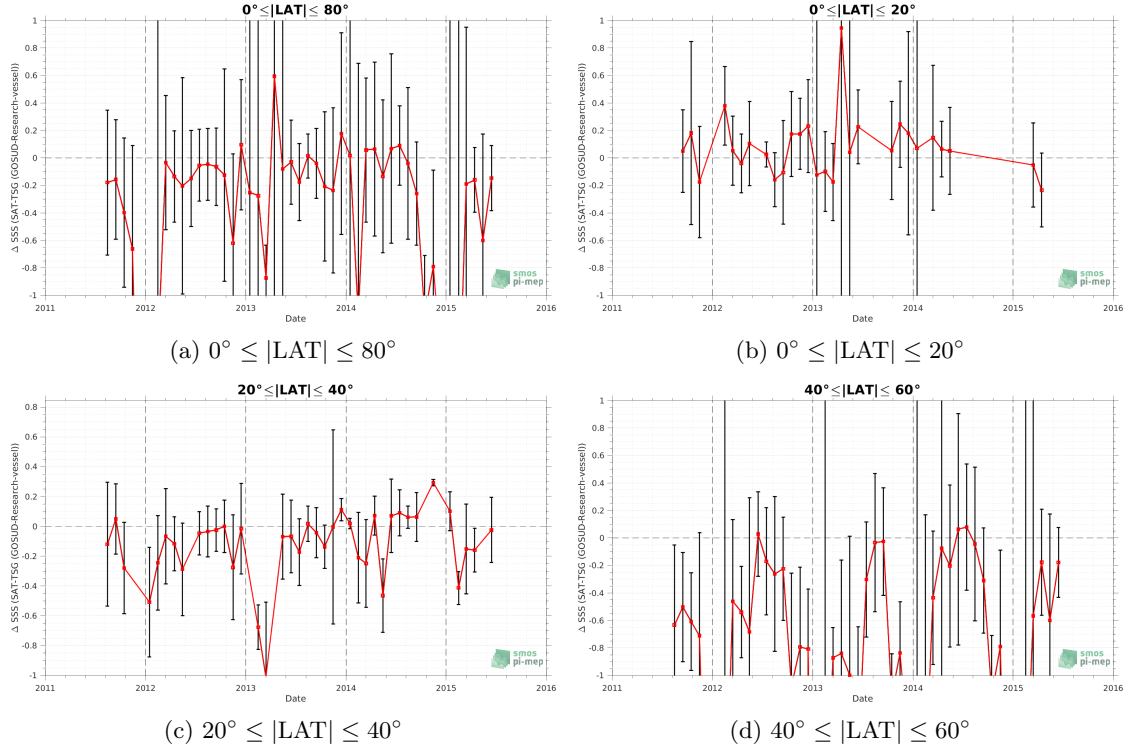 0°≤|LAT|≤ 80°
Δ SSS (SAT-TSG (GOSUD-Research-vessel))
1
0.8
0.6
0.4
0.2
0
-0.2
-0.4
-0.6
-0.8
-1
2011 2012 2013 2014 2015 2016
Date
smos
pi-mep
(a) 0° ≤ |LAT| ≤ 80°
0°≤|LAT|≤ 20°
Δ SSS (SAT-TSG (GOSUD-Research-vessel))
1
0.8
0.6
0.4
0.2
0
-0.2
-0.4
-0.6
-0.8
-1
2011 2012 2013 2014 2015 2016
Date
smos
pi-mep
(b) 0° ≤ |LAT| ≤ 20°
20°≤|LAT|≤ 40°
Δ SSS (SAT-TSG (GOSUD-Research-vessel))
0.8
0.6
0.4
0.2
0
-0.2
-0.4
-0.6
-0.8
-1
2011 2012 2013 2014 2015 2016
Date
smos
pi-mep
(c) 20° ≤ |LAT| ≤ 40°
40°≤|LAT|≤ 60°
Δ SSS (SAT-TSG (GOSUD-Research-vessel))
1
0.8
0.6
0.4
0.2
0
-0.2
-0.4
-0.6
-0.8
-1
2011 2012 2013 2014 2015 2016
Date
smos
pi-mep
(d) 40° ≤ |LAT| ≤ 60°